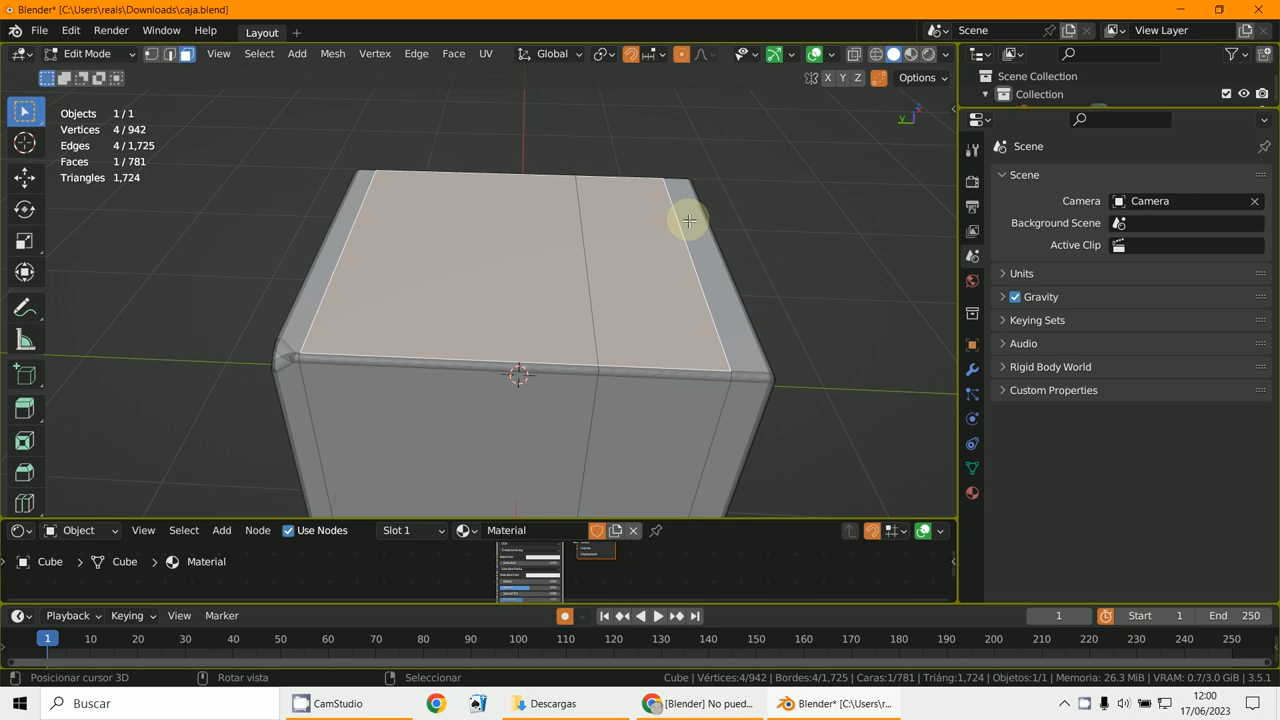 Blender* [C:\Users\reals\Downloads\caja.blend]
File Edit Render Window Help Layout + Scene View Layer
Edit Mode View Select Add Mesh Vertex Edge Face UV Global
Scene Collection
X Y Z Options
Collection
Objects 1 / 1
Vertices 4 / 942
Edges 4 / 1,725
Faces 1 / 781
Triangles 1,724
y
Scene
Scene
Camera Camera
Background Scene
Active Clip
Units
Gravity
Keying Sets
Audio
Rigid Body World
Custom Properties
Object View Select Add Node Use Nodes Slot 1 Material
Cube > Cube > Material
Playback Keying View Marker 1 Start 1 End 250
1 10 20 30 40 50 60 70 80 90 100 110 120 130 140 150 160 170 180 190 200 210 220 230 240 250
Posicionar cursor 3D Rotar vista Seleccionar Cube | Vértices:4/942 | Bordes:4/1,725 | Caras:1/781 | Triáng:1,724 | Objetos:1/1 | Memoria: 26.3 MiB | VRAM: 0.7/3.0 GiB | 3.5.1
Buscar CamStudio Descargas [Blender] No pued... Blender* [C:\Users\r...
12:00
17/06/2023